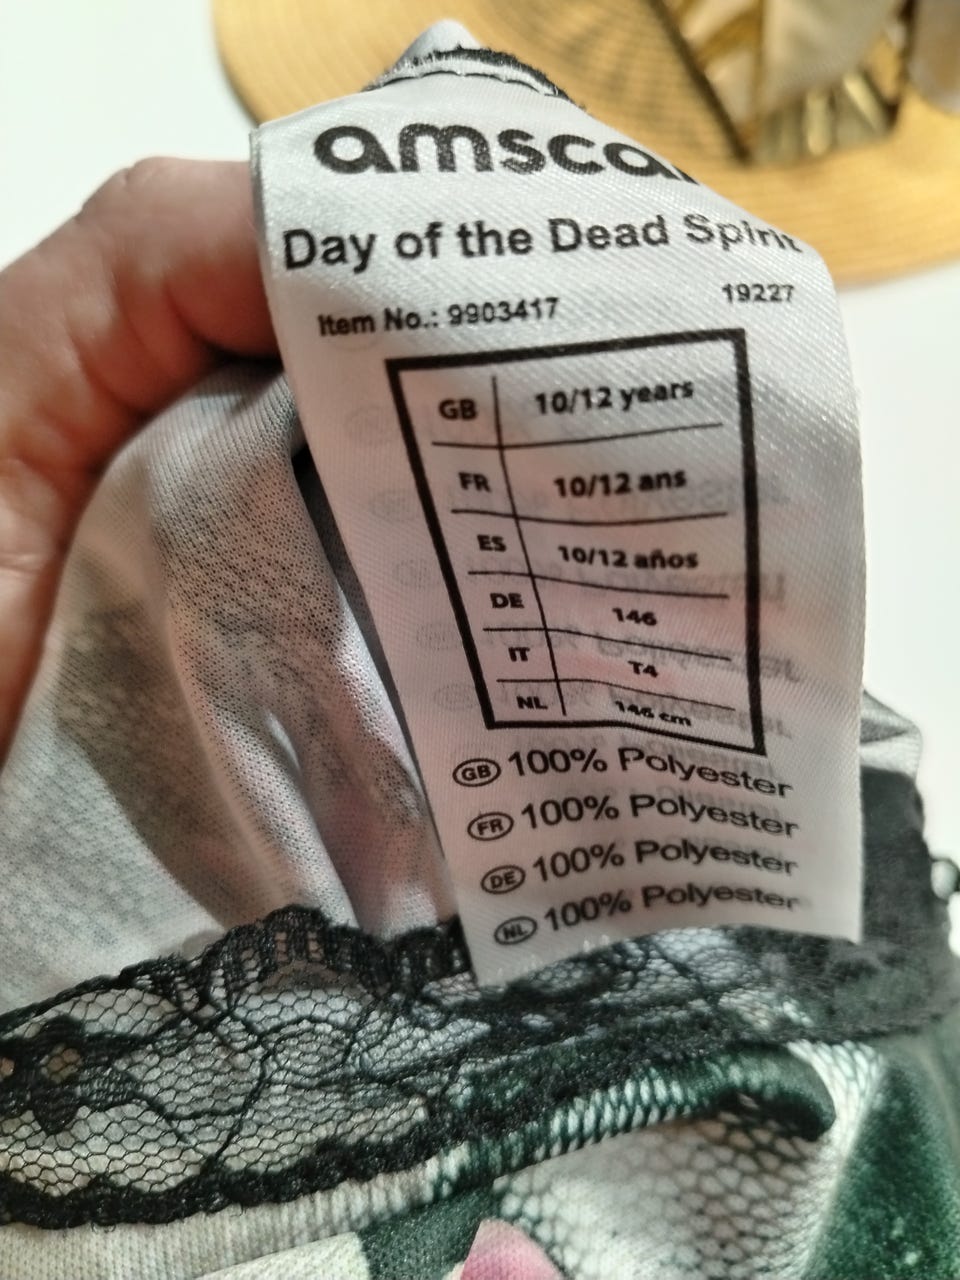 amsca
Day of the Dead Spirit
Item No.: 9903417 19227
GB 10/12 years
FR 10/12 ans
ES 10/12 años
DE 146
IT T4
NL 146 cm
GB 100% Polyester
FR 100% Polyester
DE 100% Polyester
NL 100% Polyester